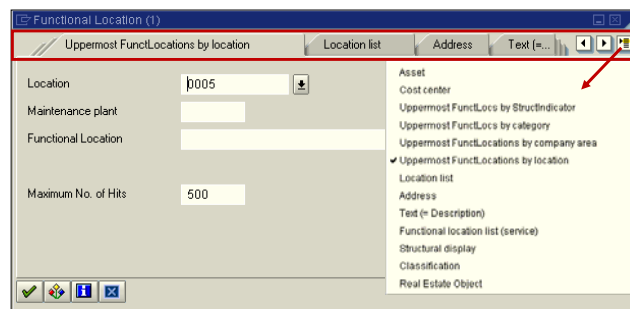 Functional Location (1)
Uppermost FunctLocations by location
Location list
Address
Text (=...
Location
0005
Maintenance plant
Functional Location
Maximum No. of Hits
500
Asset
Cost center
Uppermost FunctLocs by StructIndicator
Uppermost FunctLocs by category
Uppermost FunctLocations by company area
Uppermost FunctLocations by location
Location list
Address
Text (= Description)
Functional location list (service)
Structural display
Classification
Real Estate Object